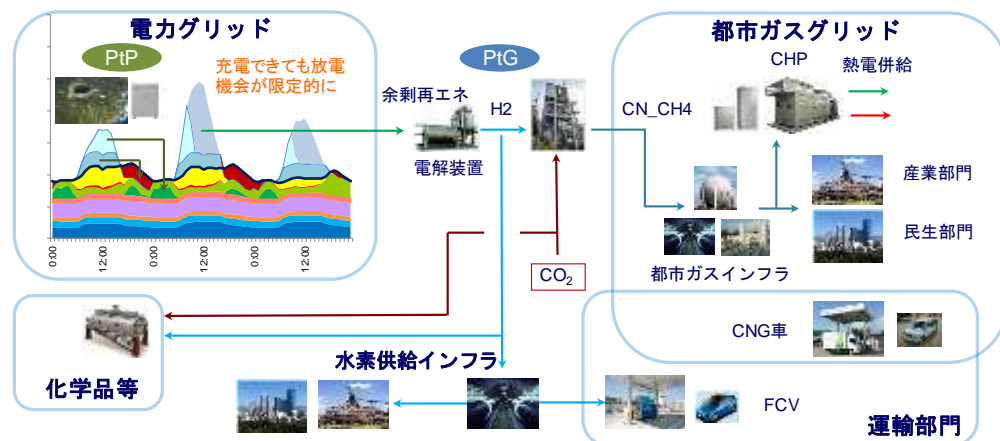 電力グリッド
PtP
充電できても放電
機会が限定的に
0:00
12:00
0:00
12:00
0:00
12:00
PtG
余剰再エネ
H2
電解装置
CN_CH4
CO2
都市ガスグリッド
CHP
熱電併給
産業部門
民生部門
都市ガスインフラ
CNG車
化学品等
水素供給インフラ
FCV
運輸部門